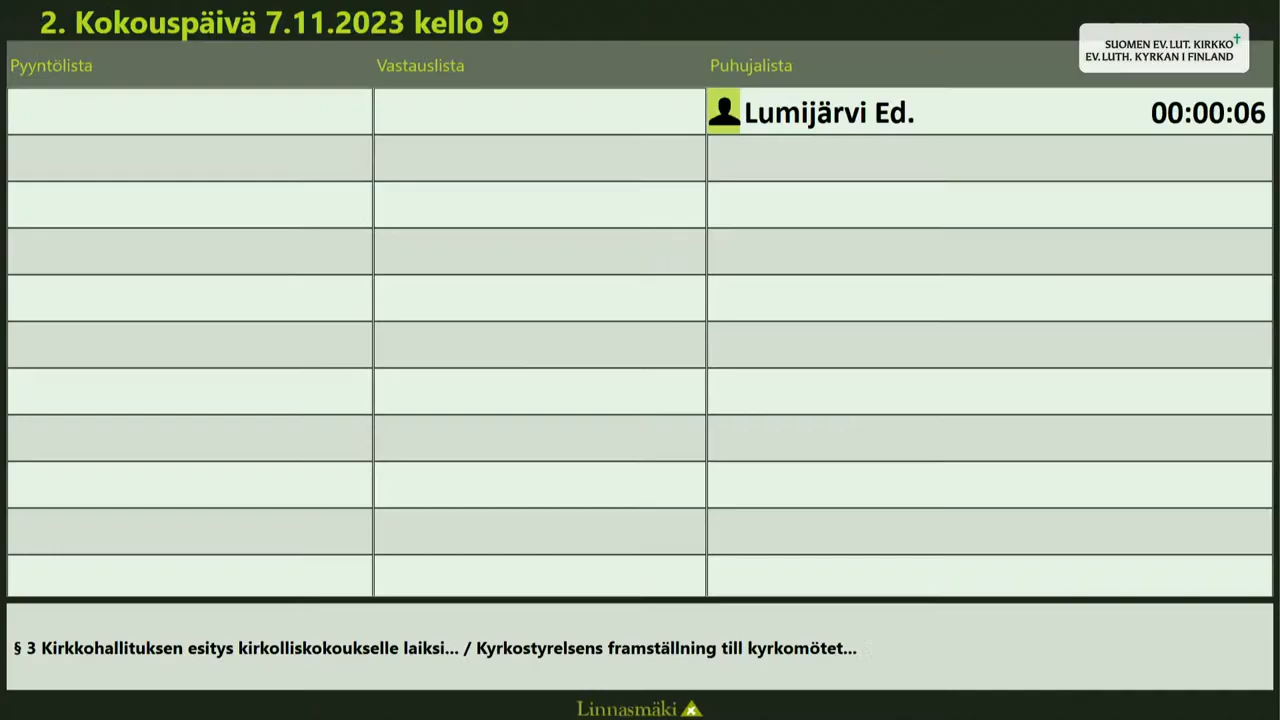 2. Kokouspäivä 7.11.2023 kello 9
SUOMEN EV. LUT. KIRKKO
EV. LUTH. KYRKAN I FINLAND
Pyyntölista
Vastauslista
Puhujalista
Lumijärvi Ed.
00:00:06
§ 3 Kirkkohallituksen esitys kirkolliskokoukselle laiksi... / Kyrkostyrelsens framställning till kyrkomötet...
Linnasmäki